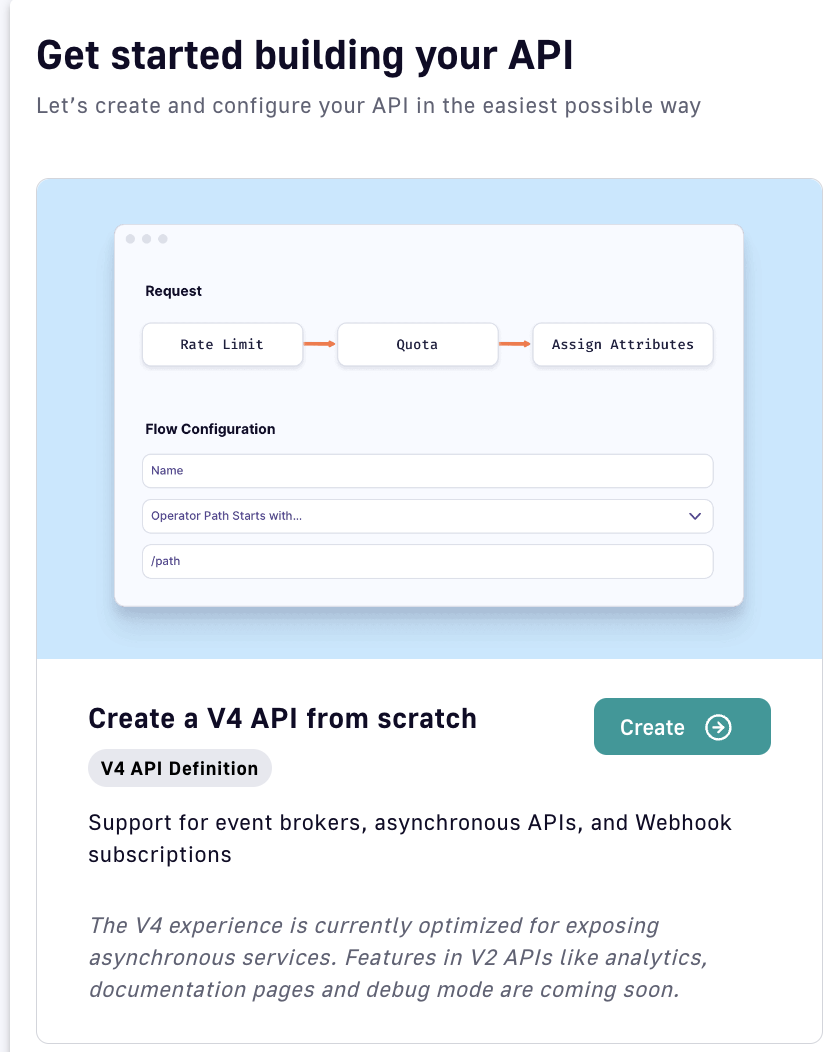 Get started building your API
Let’s create and configure your API in the easiest possible way
Request
Rate Limit
Quota
Assign Attributes
Flow Configuration
Name
Operator Path Starts with...
/path
Create a V4 API from scratch
Create
V4 API Definition
Support for event brokers, asynchronous APIs, and Webhook
subscriptions
The V4 experience is currently optimized for exposing
asynchronous services. Features in V2 APIs like analytics,
documentation pages and debug mode are coming soon.